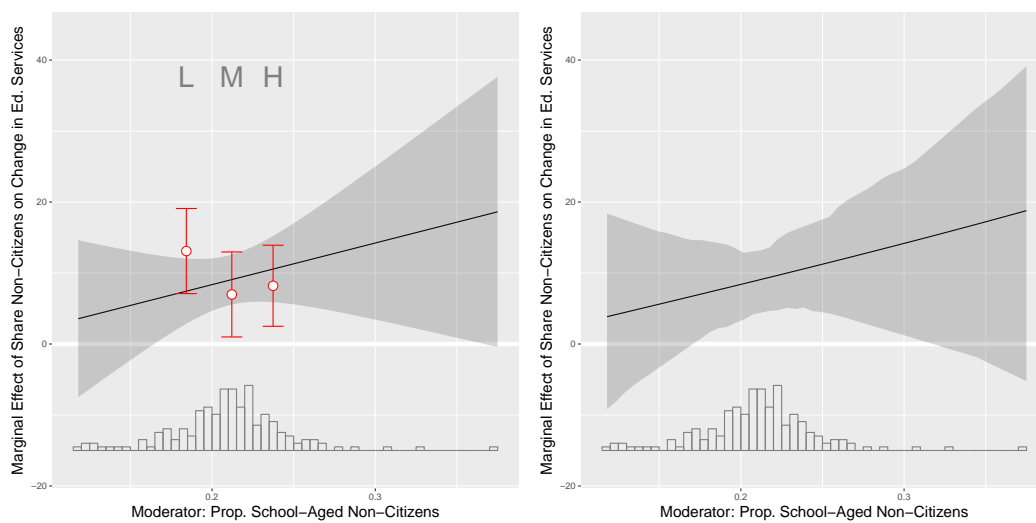 Marginal Effect of Share Non−Citizens on Change in Ed. Services
40
20
0
−20
L M H
0.2 0.3
Moderator: Prop. School−Aged Non−Citizens
Marginal Effect of Share Non−Citizens on Change in Ed. Services
40
20
0
−20
0.2 0.3
Moderator: Prop. School−Aged Non−Citizens